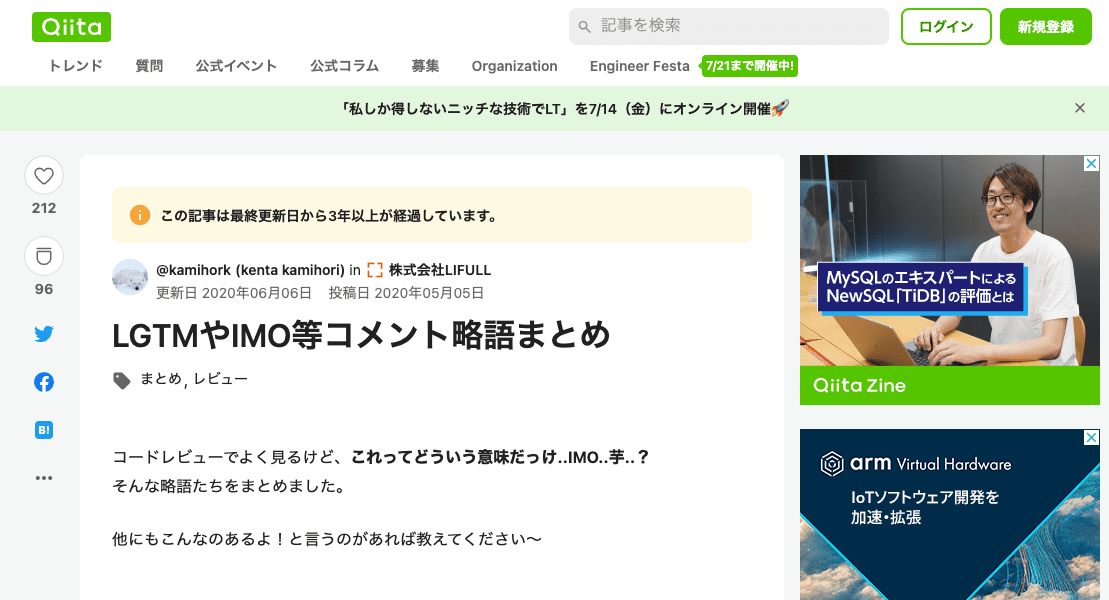 Qiita
記事を検索
ログイン
新規登録
トレンド 質問 公式イベント 公式コラム 募集 Organization Engineer Festa 7/21まで開催中!
「私しか得しないニッチな技術でLT」を7/14（金）にオンライン開催🚀
212
96
B!
この記事は最終更新日から3年以上が経過しています。
@kamihork (kenta kamihori) in 株式会社LIFULL
更新日 2020年06月06日 投稿日 2020年05月05日
LGTMやIMO等コメント略語まとめ
まとめ, レビュー
コードレビューでよく見るけど、これってどういう意味だっけ..IMO..芋..？
そんな略語たちをまとめました。
他にもこんなのあるよ！と言うのがあれば教えてください〜
MySQLのエキスパートによる
NewSQL「TiDB」の評価とは
Qiita Zine
arm Virtual Hardware
IoTソフトウェア開発を
加速・拡張